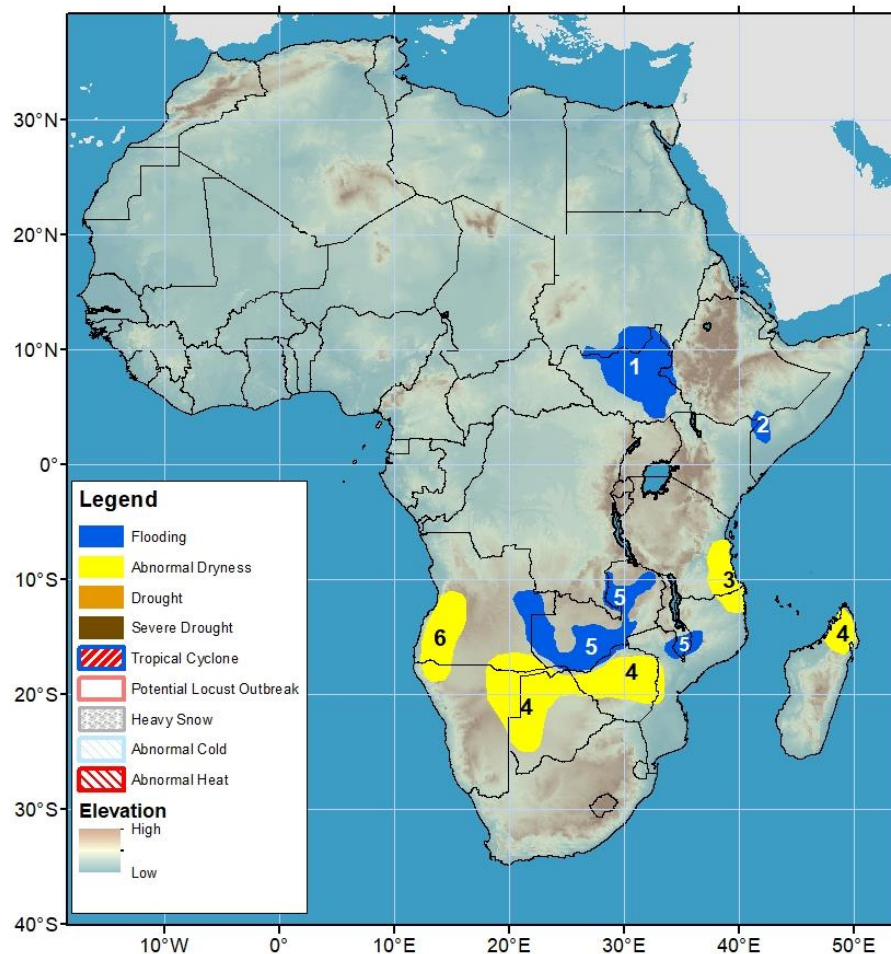 30°N
20°N
10°N
1
2
0°
Legend
Flooding
Abnormal Dryness
Drought
Severe Drought
Tropical Cyclone
Potential Locust Outbreak
Heavy Snow
Abnormal Cold
Abnormal Heat
Elevation
High
Low
10°S
3
5
6
5
5
4
4
4
20°S
30°S
40°S
10°W 0° 10°E 20°E 30°E 40°E 50°E